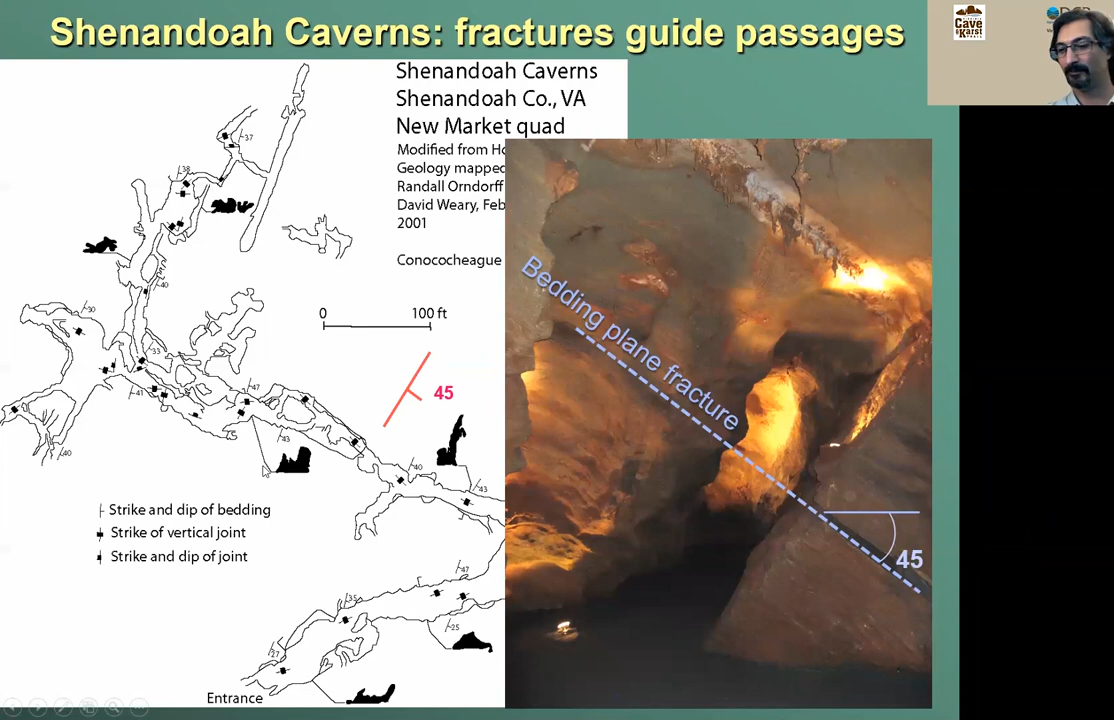 Shenandoah Caverns: fractures guide passages
Cave
Karst
Shenandoah Caverns
Shenandoah Co., VA
New Market quad
Modified from
Geology mapped
Randall Orndorff
David Weary, Feb
2001
Conococheague
0 100 ft
45
37
38
40
30
33
41
47
43
40
40
43
Strike and dip of bedding
Strike of vertical joint
Strike and dip of joint
47
35
25
27
Entrance
Bedding plane fracture
45